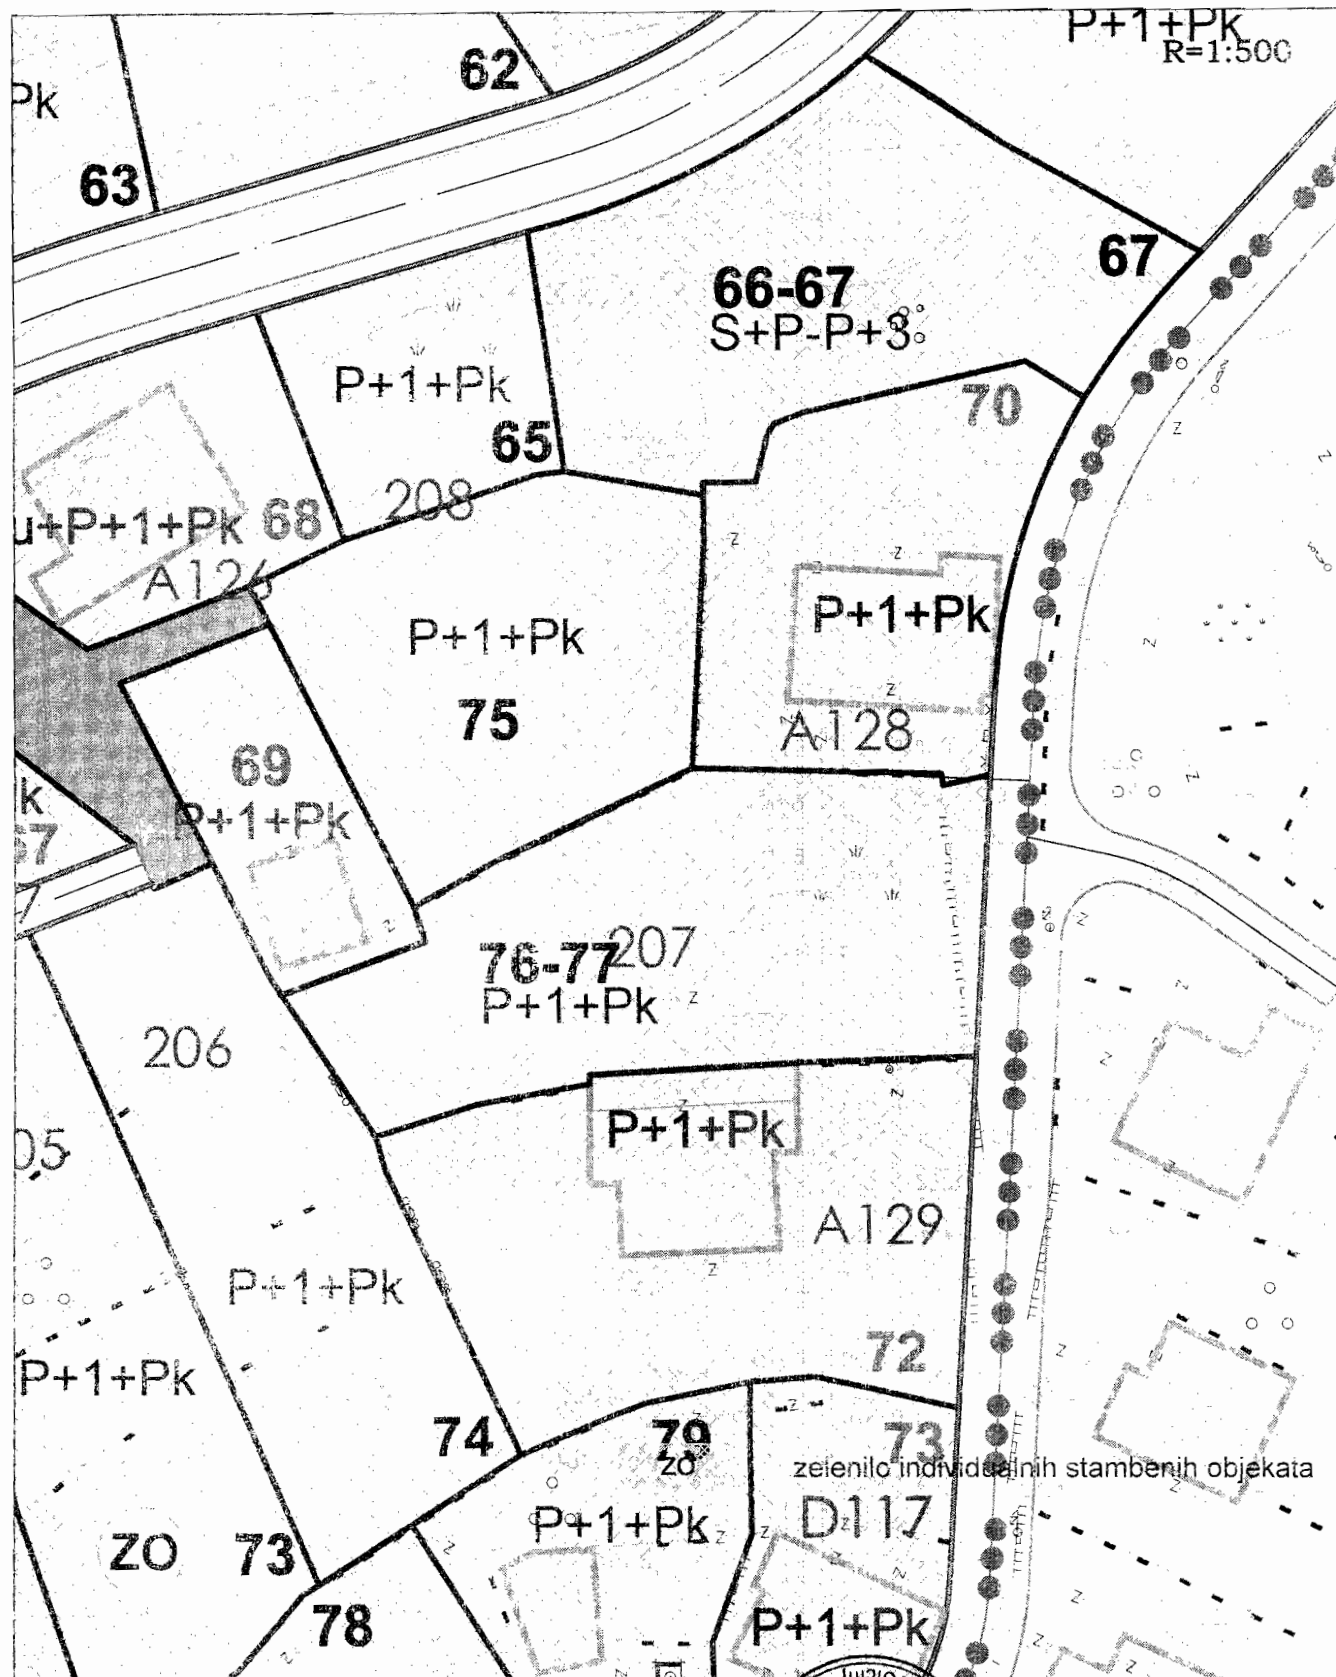 P+1+Pk
R=1:500
62
Pk
63
67
66-67
S+P-P+3
P+1+Pk
70
65
208
u+P+1+Pk 68
A126
P+1+Pk
P+1+Pk
75
A128
69
k
P+1+Pk
67
76-77
207
P+1+Pk
206
05
P+1+Pk
A129
P+1+Pk
72
P+1+Pk
74
79
73
zo
zelenilo individualnih stambenih objekata
P+1+Pk
D117
ZO
73
78
P+1+Pk